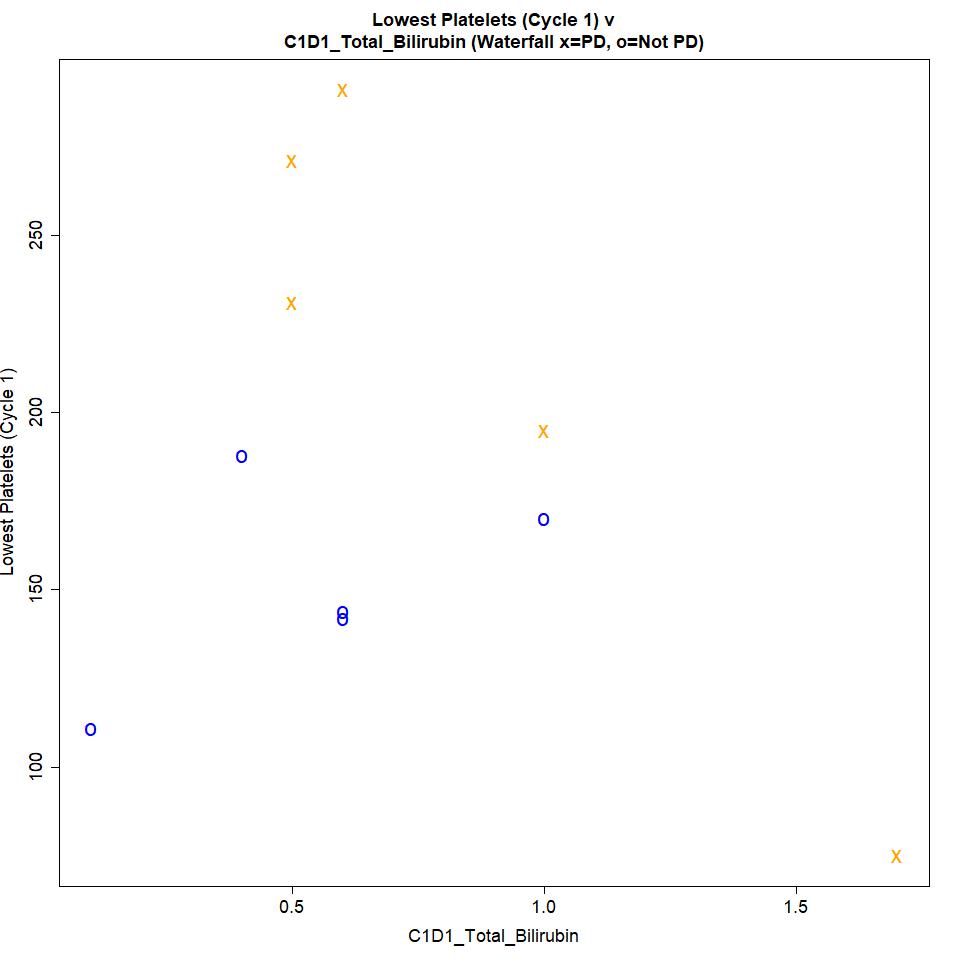 Lowest Platelets (Cycle 1) v
C1D1_Total_Bilirubin (Waterfall x=PD, o=Not PD)
Lowest Platelets (Cycle 1)
250
200
150
100
X
X
X
X
O
O
O
O
O
X
0.5
1.0
1.5
C1D1_Total_Bilirubin